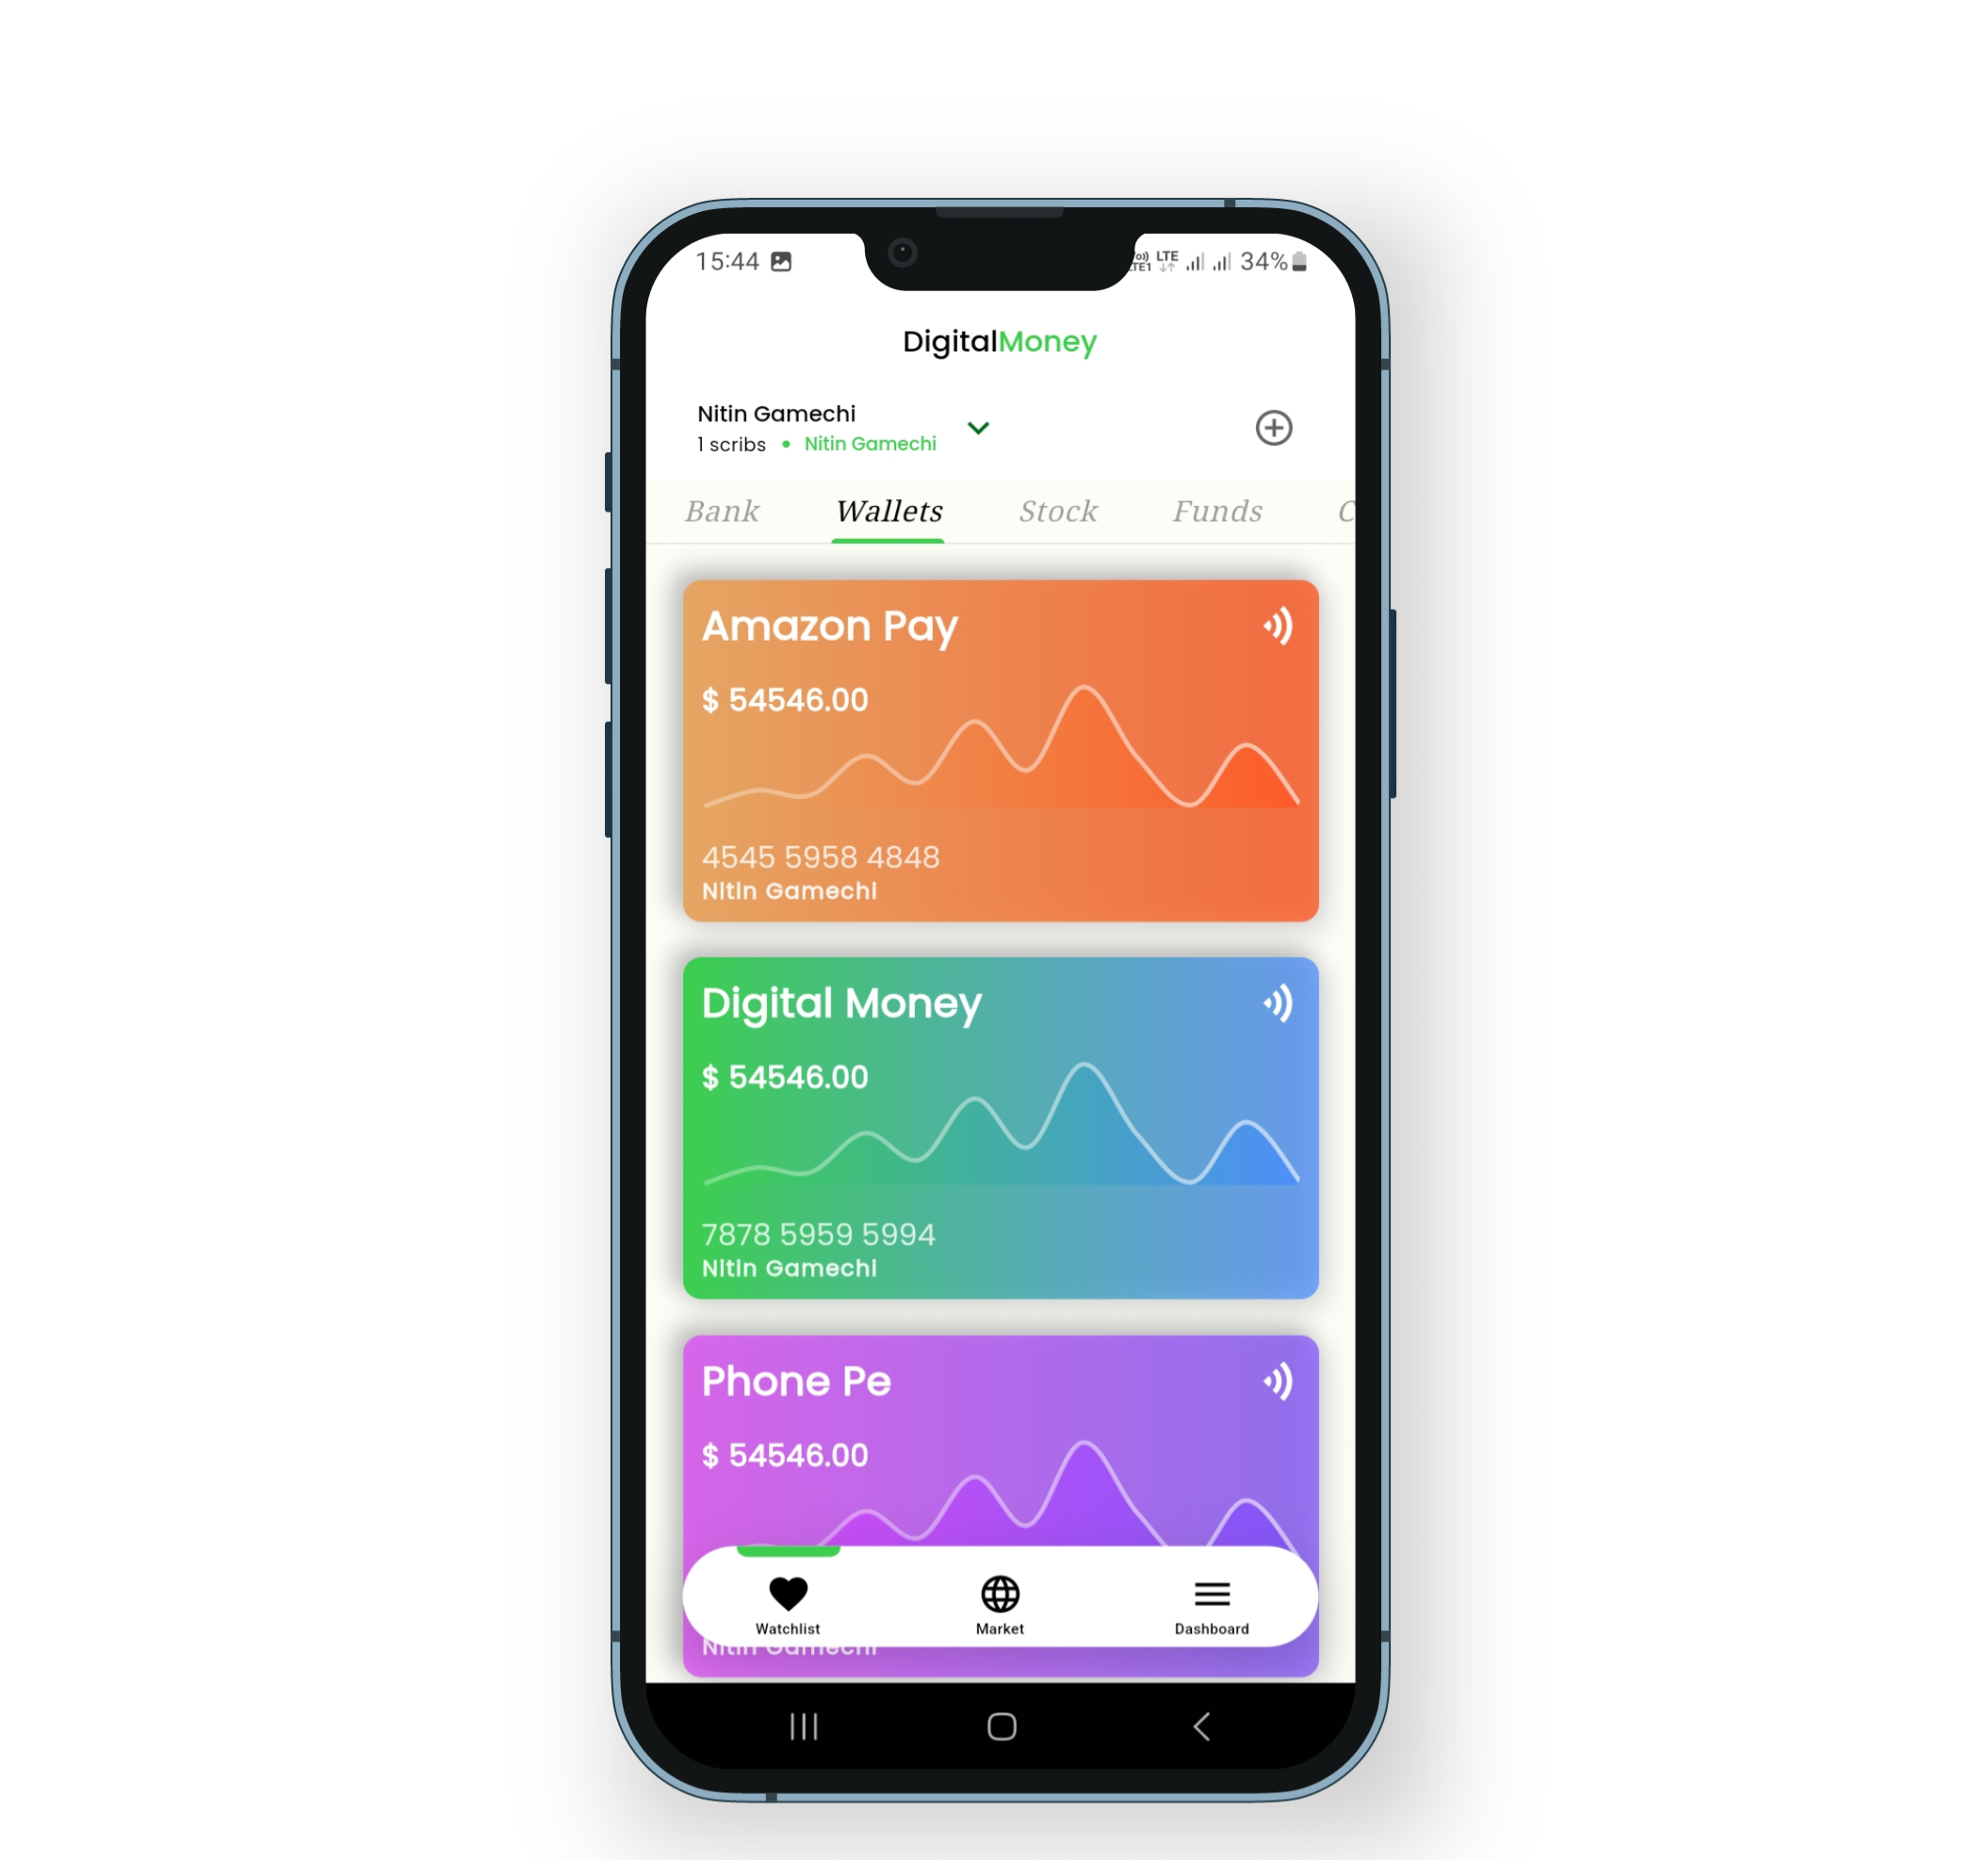 15:44 LTE 34%
DigitalMoney
Nitin Gamechi
1 scribs • Nitin Gamechi
Bank Wallets Stock Funds C
Amazon Pay
$ 54546.00
4545 5958 4848
Nitin Gamechi
Digital Money
$ 54546.00
7878 5959 5994
Nitin Gamechi
Phone Pe
$ 54546.00
Watchlist Market Dashboard
Nitin Gamechi